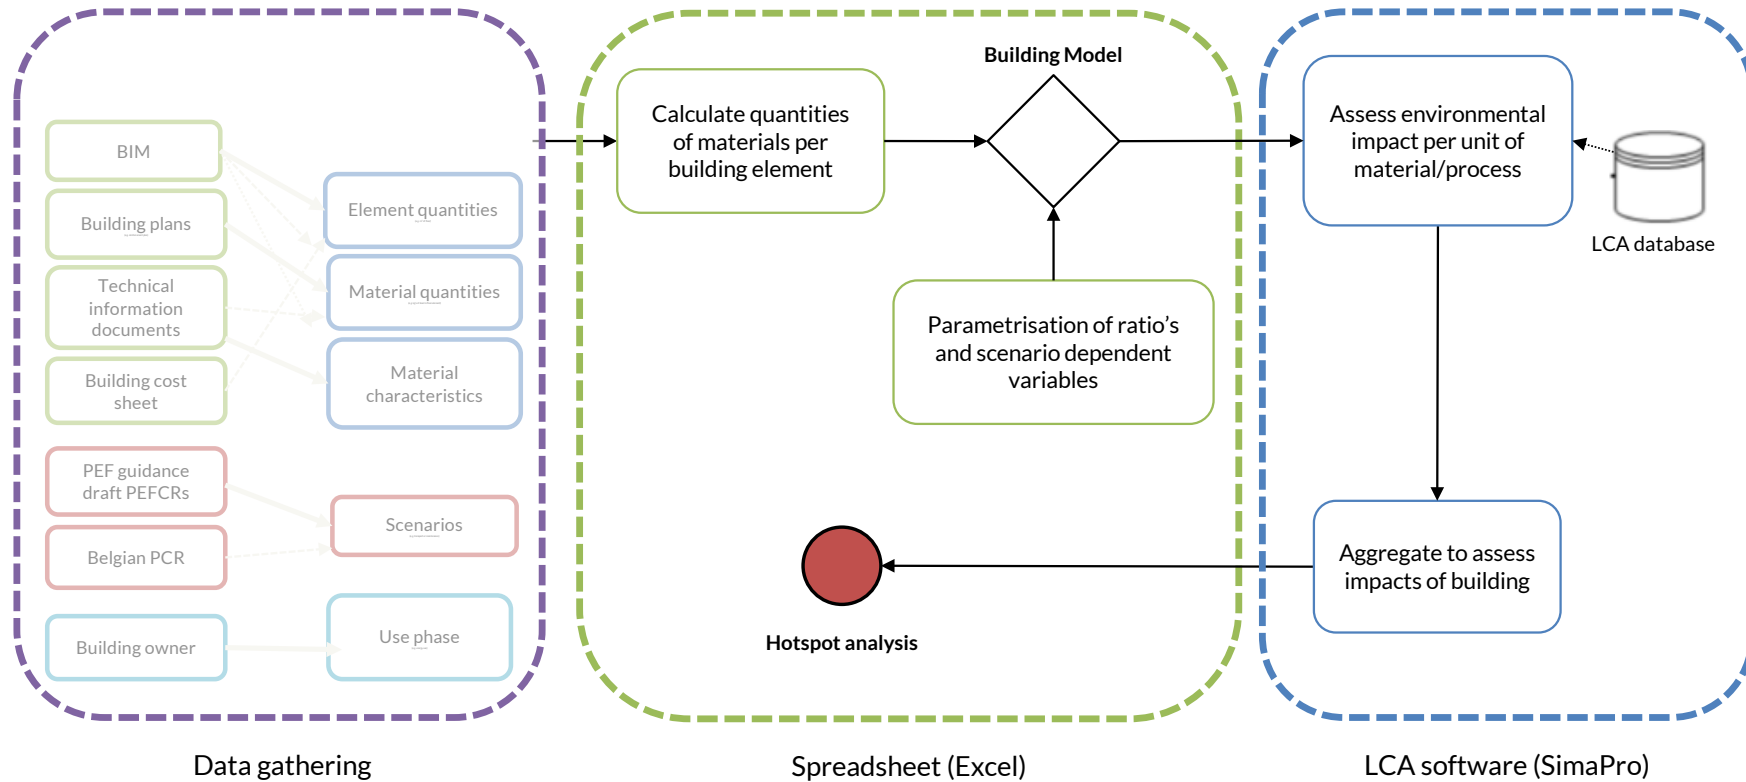 BIM
Building plans
Technical
information
documents
Building cost
sheet
PEF guidance
draft PEFCRs
Belgian PCR
Building owner
Element quantities
Material quantities
Material
characteristics
Scenarios
Use phase
Data gathering
Calculate quantities
of materials per
building element
Building Model
Parametrisation of ratio's
and scenario dependent
variables
Hotspot analysis
Spreadsheet (Excel)
Assess environmental
impact per unit of
material/process
LCA database
Aggregate to assess
impacts of building
LCA software (SimaPro)